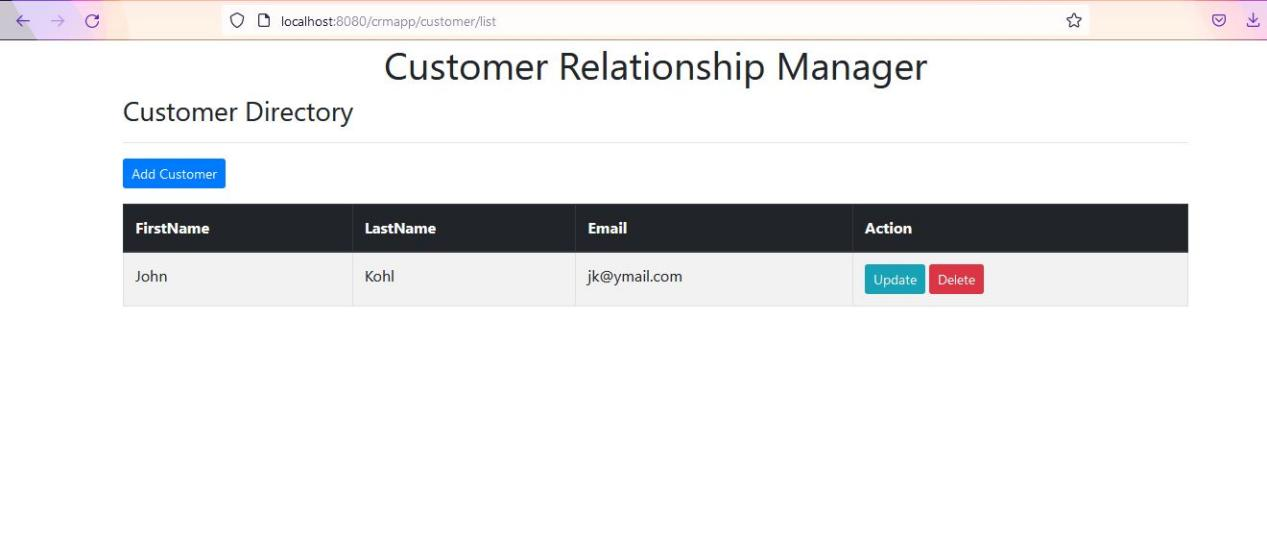 localhost:8080/crmapp/customer/list
Customer Relationship Manager
Customer Directory
Add Customer
FirstName LastName Email Action
John Kohl jk@ymail.com Update Delete